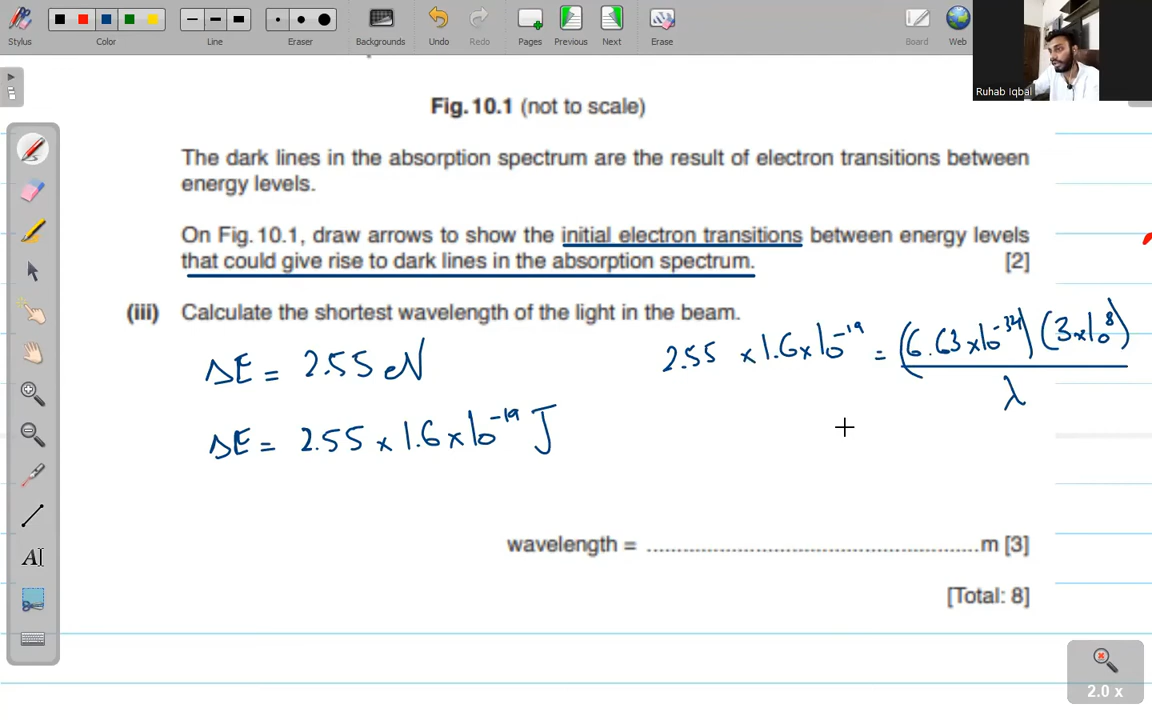 Stylus Color Line Eraser Backgrounds Undo Redo Pages Previous Next Erase Board Web
Ruhab Iqbal
Fig. 10.1 (not to scale)
The dark lines in the absorption spectrum are the result of electron transitions between
energy levels.
On Fig. 10.1, draw arrows to show the initial electron transitions between energy levels
that could give rise to dark lines in the absorption spectrum. [2]
(iii) Calculate the shortest wavelength of the light in the beam.
ΔE = 2.55 eV
2.55 × 1.6 × 10⁻¹⁹ = (6.63 × 10⁻³⁴) (3 × 10⁸)
λ
ΔE = 2.55 × 1.6 × 10⁻¹⁹ J
AI
wavelength = ........................................................ m [3]
[Total: 8]
2.0 x